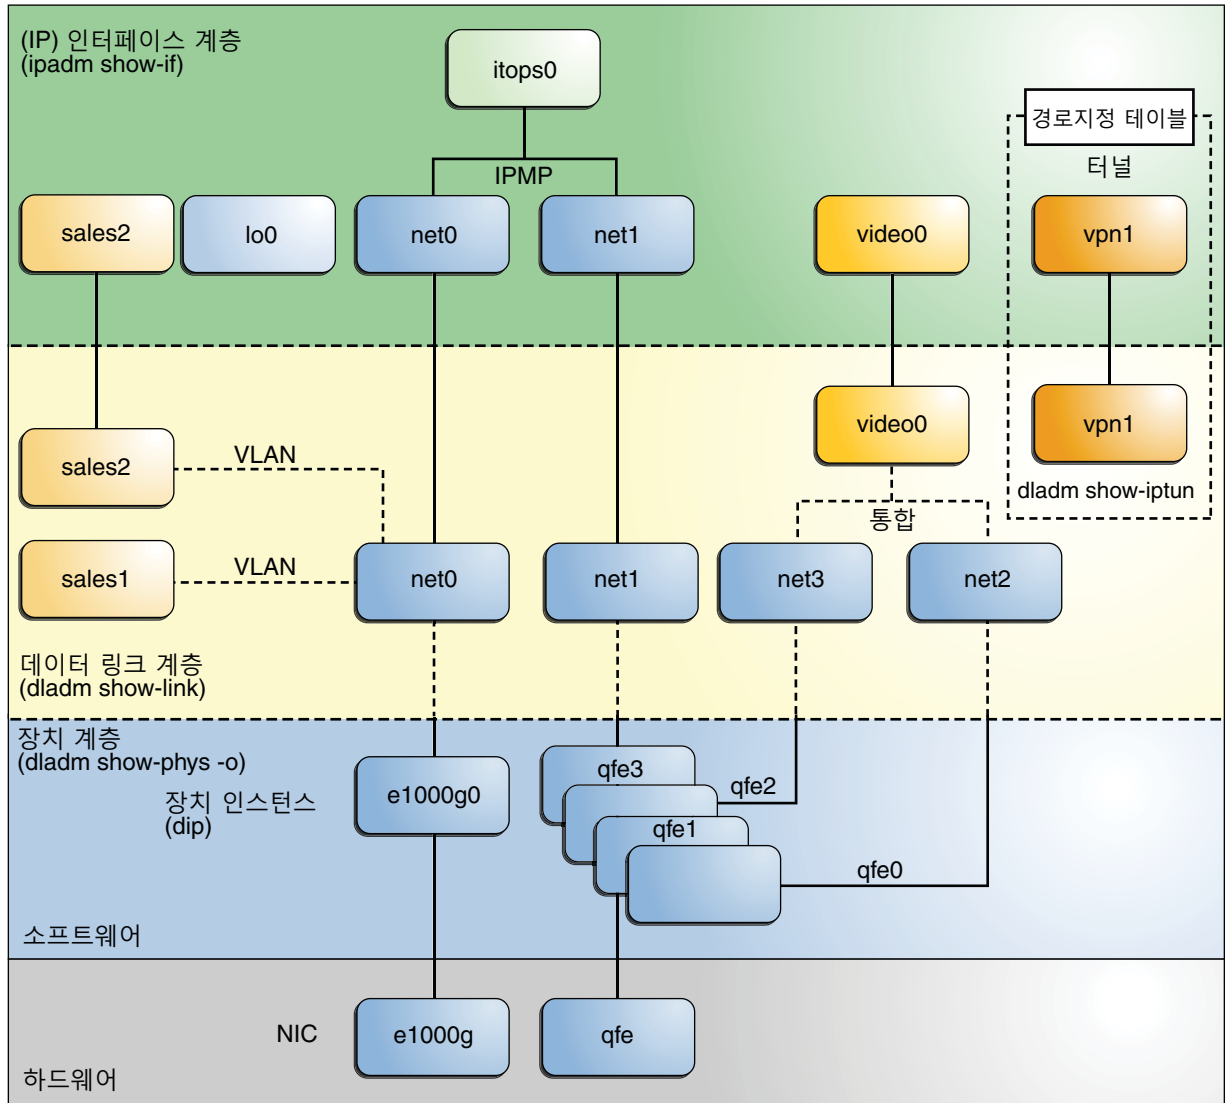 (IP) 인터페이스 계층
(ipadm show-if)
itops0
경로지정 테이블
터널
IPMP
sales2
lo0
net0
net1
video0
vpn1
video0
vpn1
sales2
VLAN
dladm show-iptun
통합
sales1
VLAN
net0
net1
net3
net2
데이터 링크 계층
(dladm show-link)
장치 계층
(dladm show-phys -o)
장치 인스턴스
(dip)
e1000g0
qfe3
qfe2
qfe1
qfe0
소프트웨어
NIC
e1000g
qfe
하드웨어